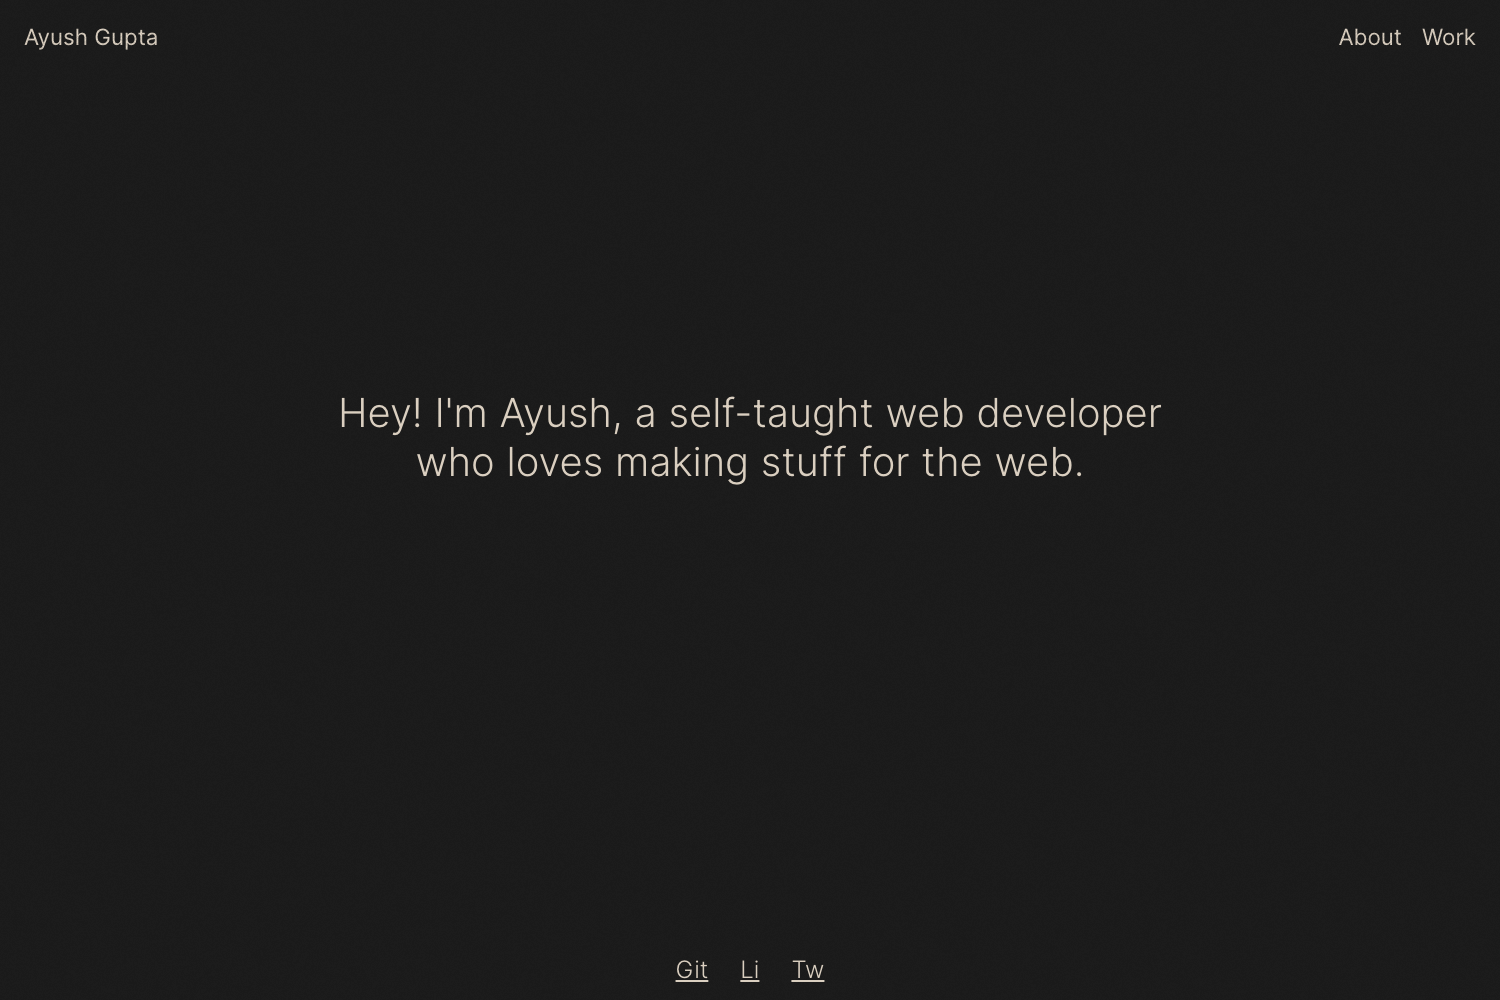 Ayush Gupta
About Work
Hey! I'm Ayush, a self-taught web developer
who loves making stuff for the web.
Git Li Tw